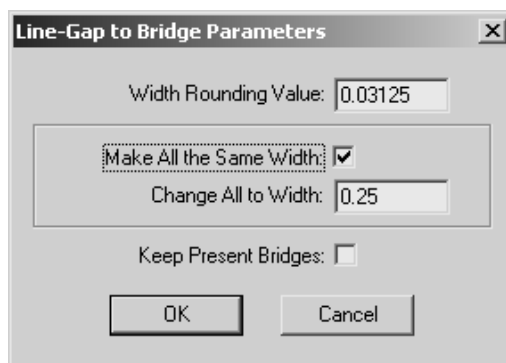 Line-Gap to Bridge Parameters
Width Rounding Value: 0.03125
Make All the Same Width:
Change All to Width: 0.25
Keep Present Bridges:
OK Cancel